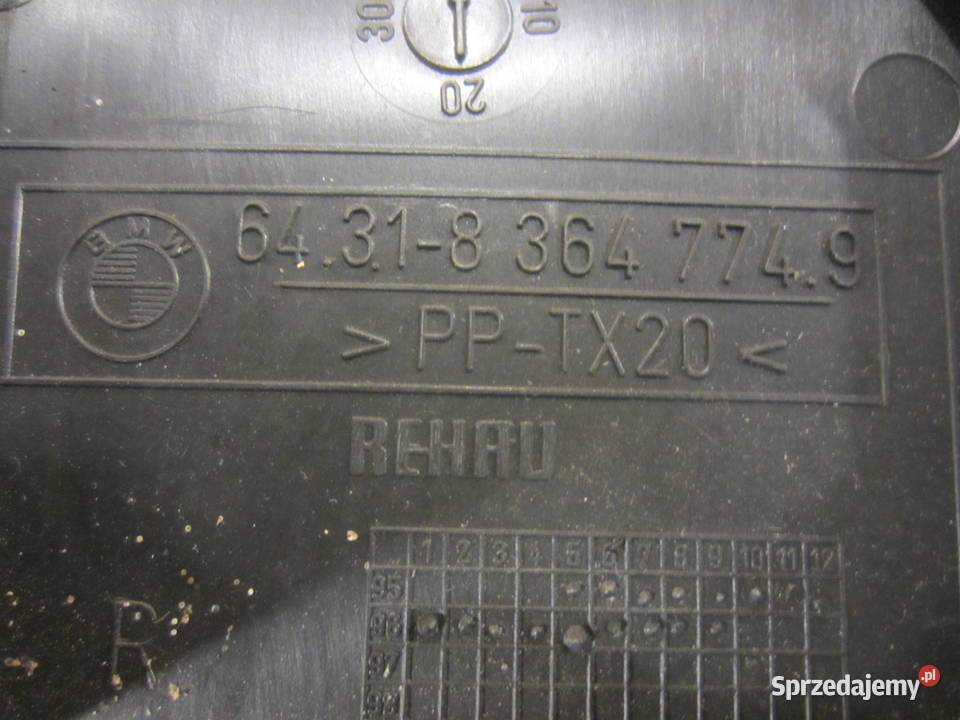 30 10
20
BMW
64.31-8 364 774.9
> PP-TX20 <
REHAU
1 2 3 4 5 6 7 8 9 10 11 12
95
96
97
98
R
Sprzedajemy.pl